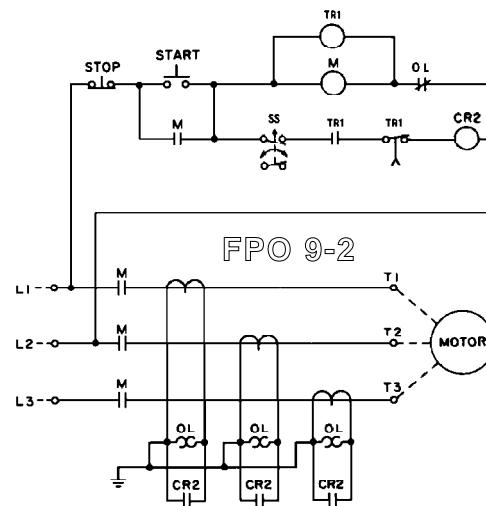 TR1
STOP
START
M
OL
M
SS
TR1
TR1
CR2
FPO 9-2
M
T1
L1
M
T2
L2
MOTOR
M
T3
L3
OL
OL
OL
CR2
CR2
CR2